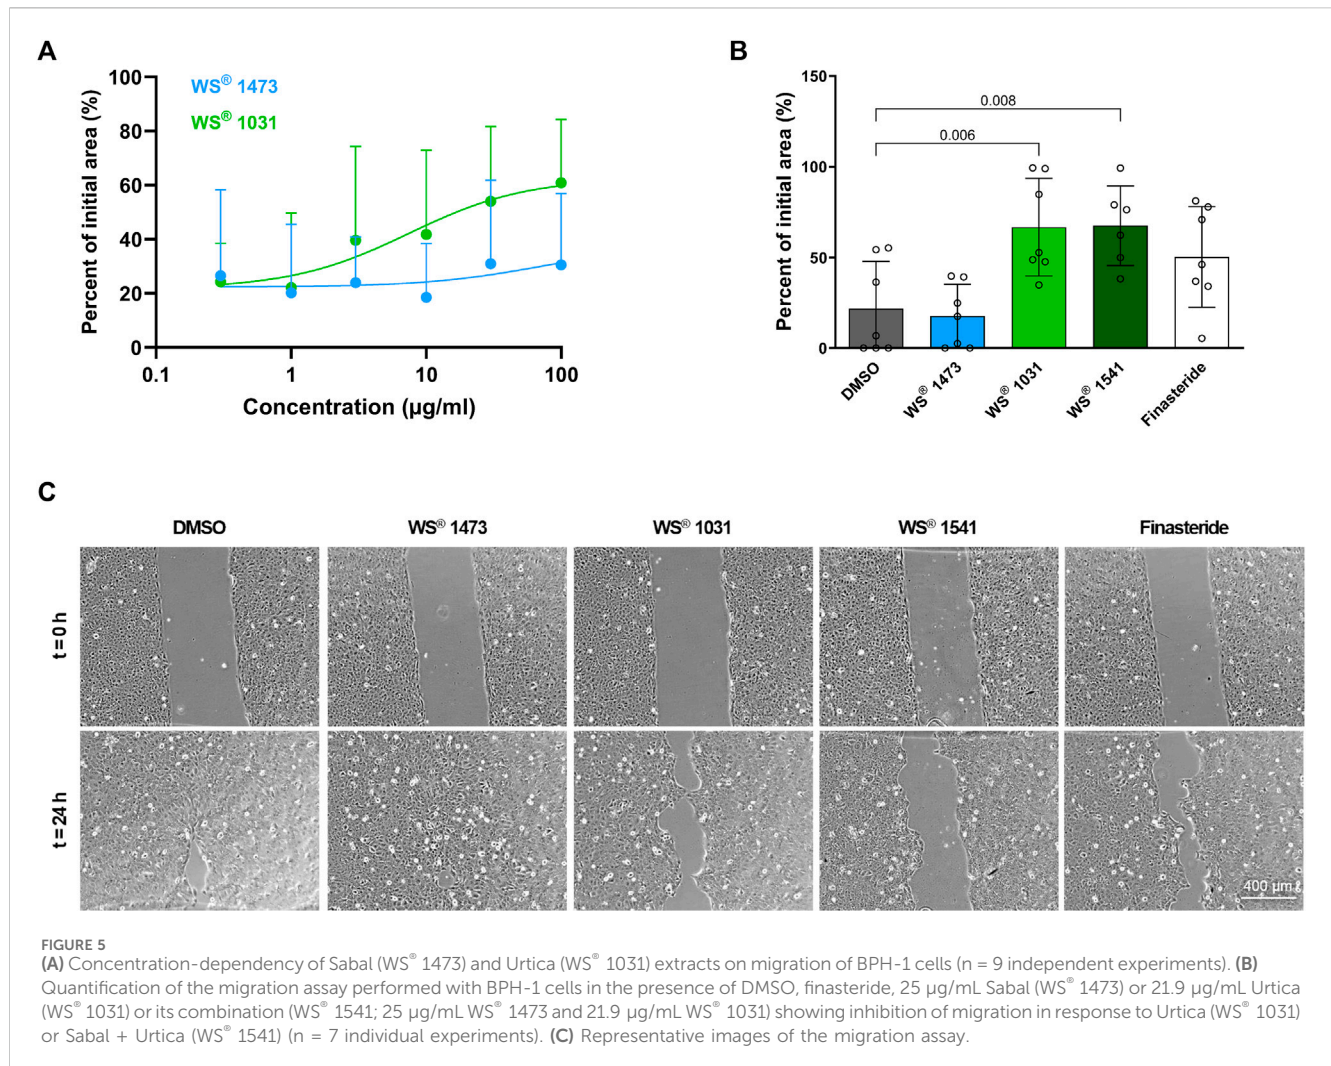 A
WS® 1473
WS® 1031
Percent of initial area (%)
100
80
60
40
20
0
0.1 1 10 100
Concentration (µg/ml)
B
Percent of initial area (%)
150
100
50
0
0.008
0.006
DMSO
WS® 1473
WS® 1031
WS® 1541
Finasteride
C
DMSO WS® 1473 WS® 1031 WS® 1541 Finasteride
t = 0 h
t = 24 h
400 µm
FIGURE 5
(A) Concentration-dependency of Sabal (WS® 1473) and Urtica (WS® 1031) extracts on migration of BPH-1 cells (n = 9 independent experiments). (B)
Quantification of the migration assay performed with BPH-1 cells in the presence of DMSO, finasteride, 25 µg/mL Sabal (WS® 1473) or 21.9 µg/mL Urtica
(WS® 1031) or its combination (WS® 1541; 25 µg/mL WS® 1473 and 21.9 µg/mL WS® 1031) showing inhibition of migration in response to Urtica (WS® 1031)
or Sabal + Urtica (WS® 1541) (n = 7 individual experiments). (C) Representative images of the migration assay.